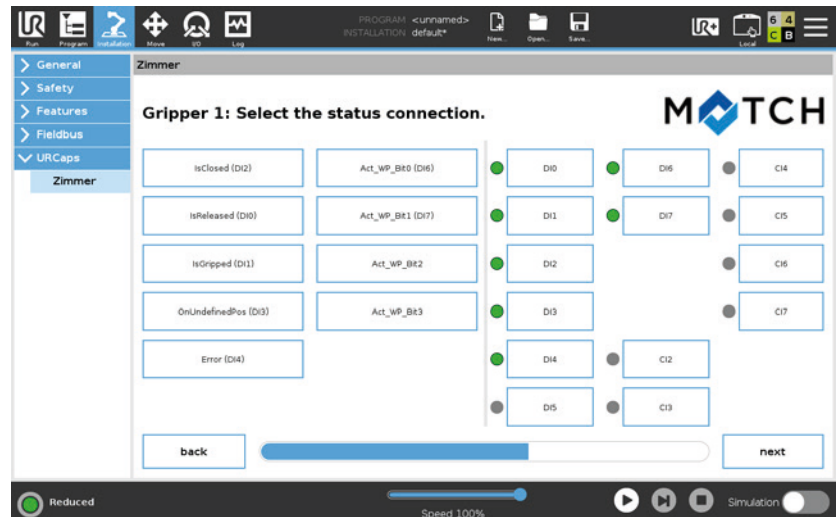 UR
PROGRAM <unnamed>
INSTALLATION default*
UR+
6 4
C B
Run Program Installation Move I/O Log New... Open... Save... Local
General
Safety
Features
Fieldbus
URCaps
Zimmer
Zimmer
Gripper 1: Select the status connection.
MATCH
IsClosed (DI2) Act_WP_Bit0 (DI6) DI0 DI6 CI4
IsReleased (DI0) Act_WP_Bit1 (DI7) DI1 DI7 CI5
IsGripped (DI1) Act_WP_Bit2 DI2 CI6
OnUndefinedPos (DI3) Act_WP_Bit3 DI3 CI7
Error (DI4) DI4 CI2
DI5 CI3
back next
Reduced
Speed 100%
Simulation